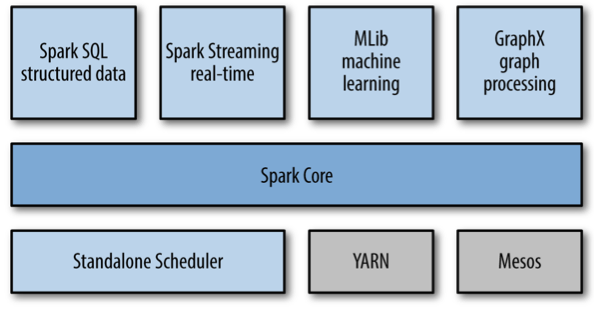 Spark SQL
structured data
Spark Streaming
real-time
MLib
machine
learning
GraphX
graph
processing
Spark Core
Standalone Scheduler
YARN
Mesos